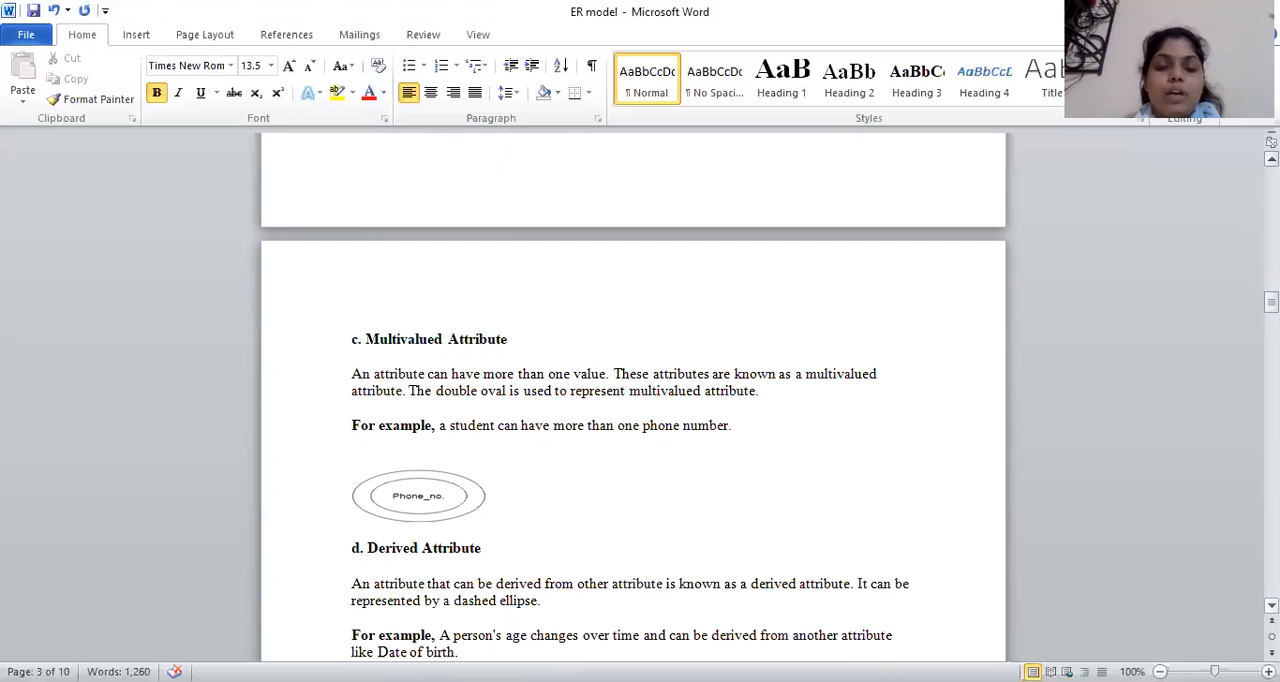 ER model - Microsoft Word
File Home Insert Page Layout References Mailings Review View
Cut
Copy
Paste
Format Painter
Times New Rom 13.5
AaBbCcDc AaBbCcDc AaB AaBb AaBbCc AaBbCcD Aa
¶ Normal ¶ No Spaci... Heading 1 Heading 2 Heading 3 Heading 4 Title
Clipboard Font Paragraph Styles Editing
c. Multivalued Attribute
An attribute can have more than one value. These attributes are known as a multivalued
attribute. The double oval is used to represent multivalued attribute.
For example, a student can have more than one phone number.
Phone_no.
d. Derived Attribute
An attribute that can be derived from other attribute is known as a derived attribute. It can be
represented by a dashed ellipse.
For example, A person's age changes over time and can be derived from another attribute
like Date of birth.
Page: 3 of 10 Words: 1,260 100%